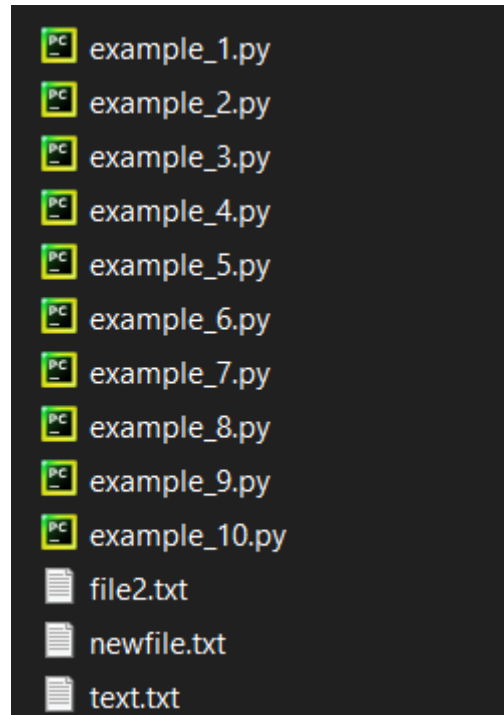 example_1.py
example_2.py
example_3.py
example_4.py
example_5.py
example_6.py
example_7.py
example_8.py
example_9.py
example_10.py
file2.txt
newfile.txt
text.txt